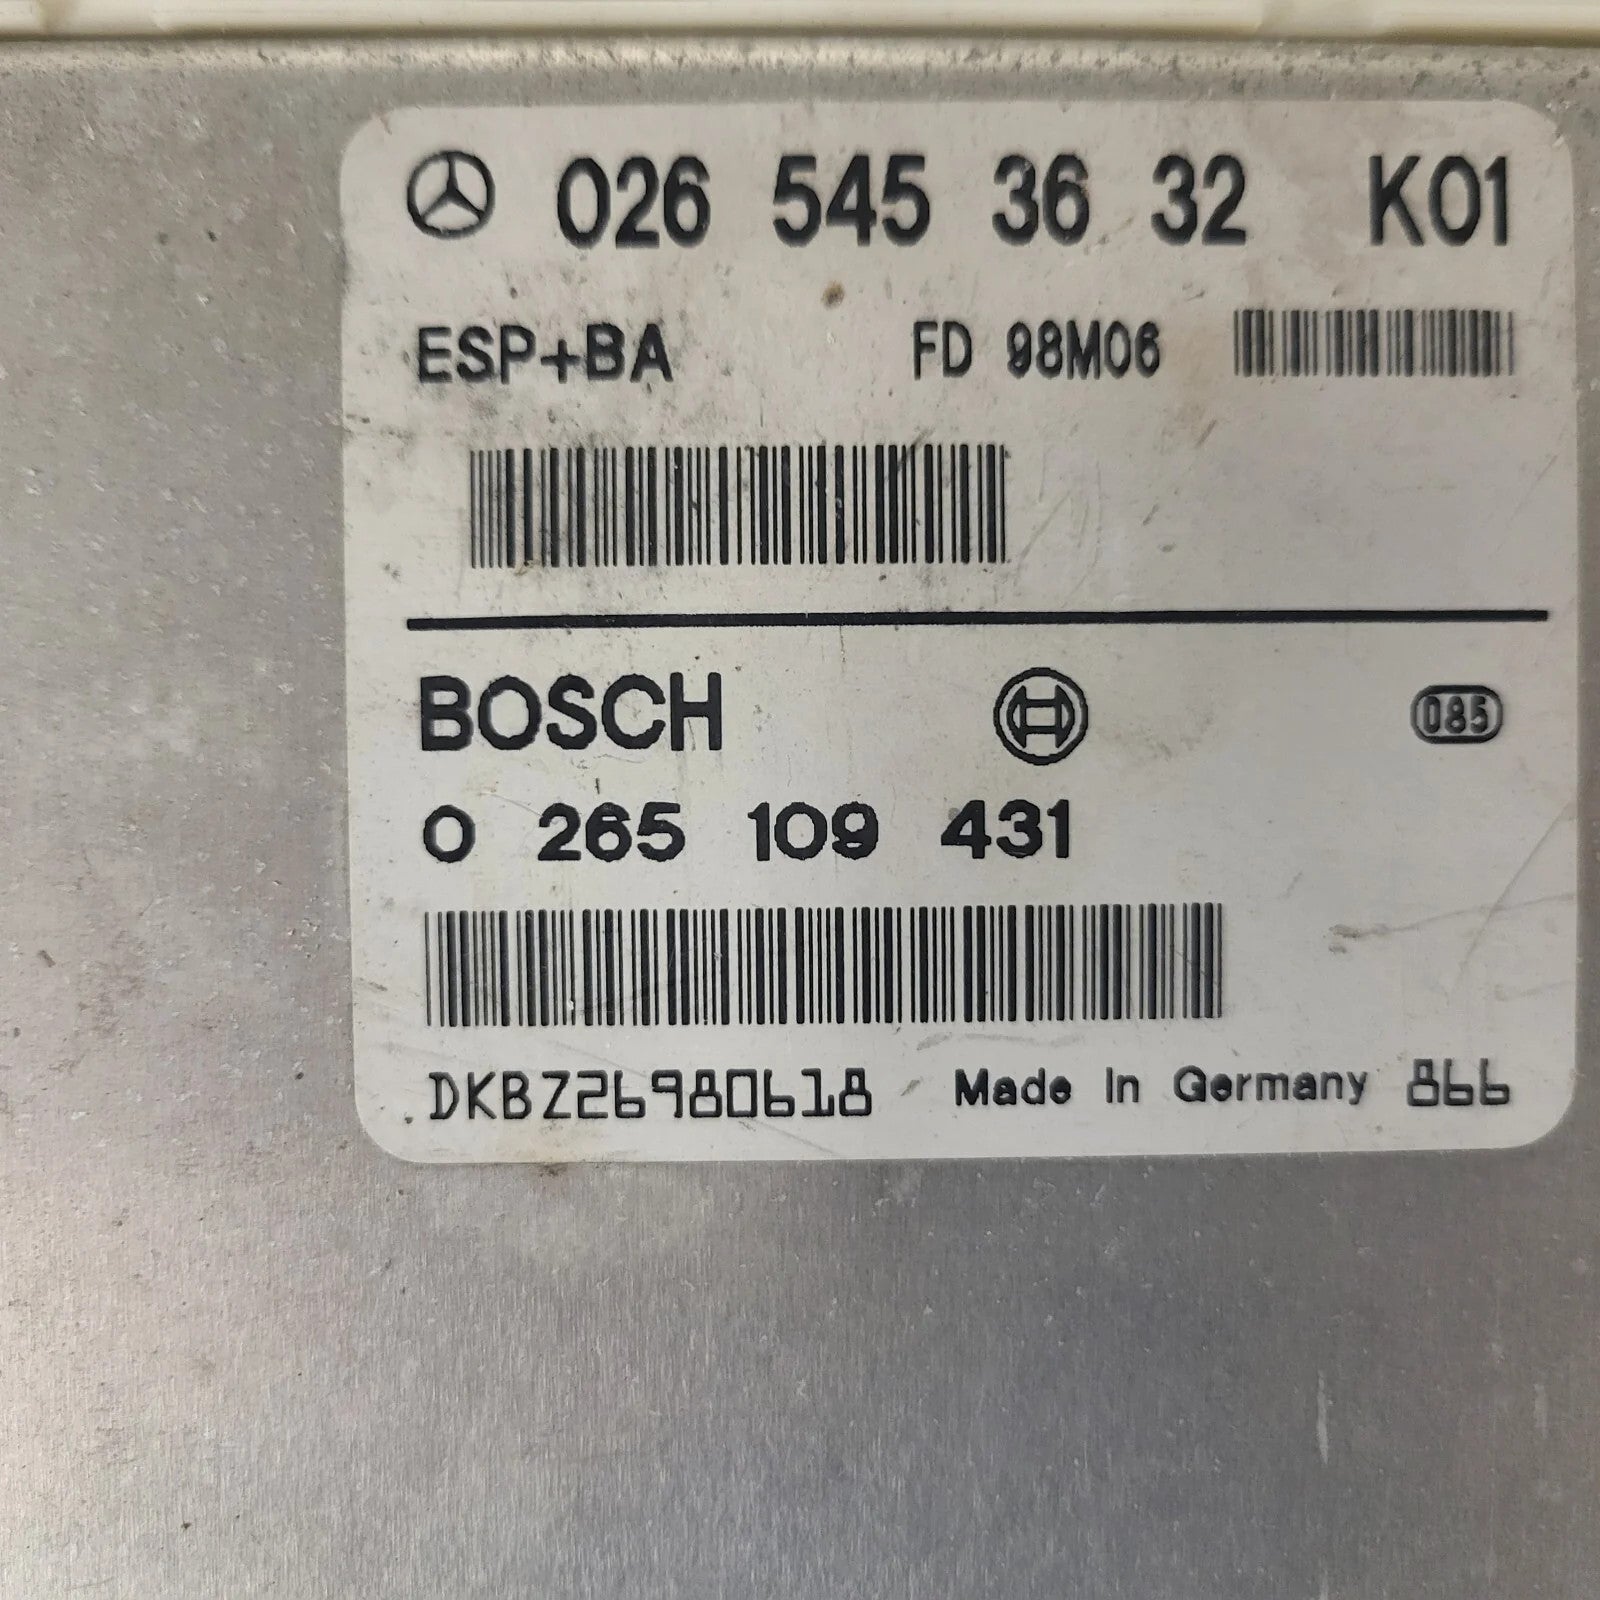 026 545 36 32 K01
ESP+BA FD 98M06
BOSCH 085
0 265 109 431
DKBZ26980618 Made In Germany 866